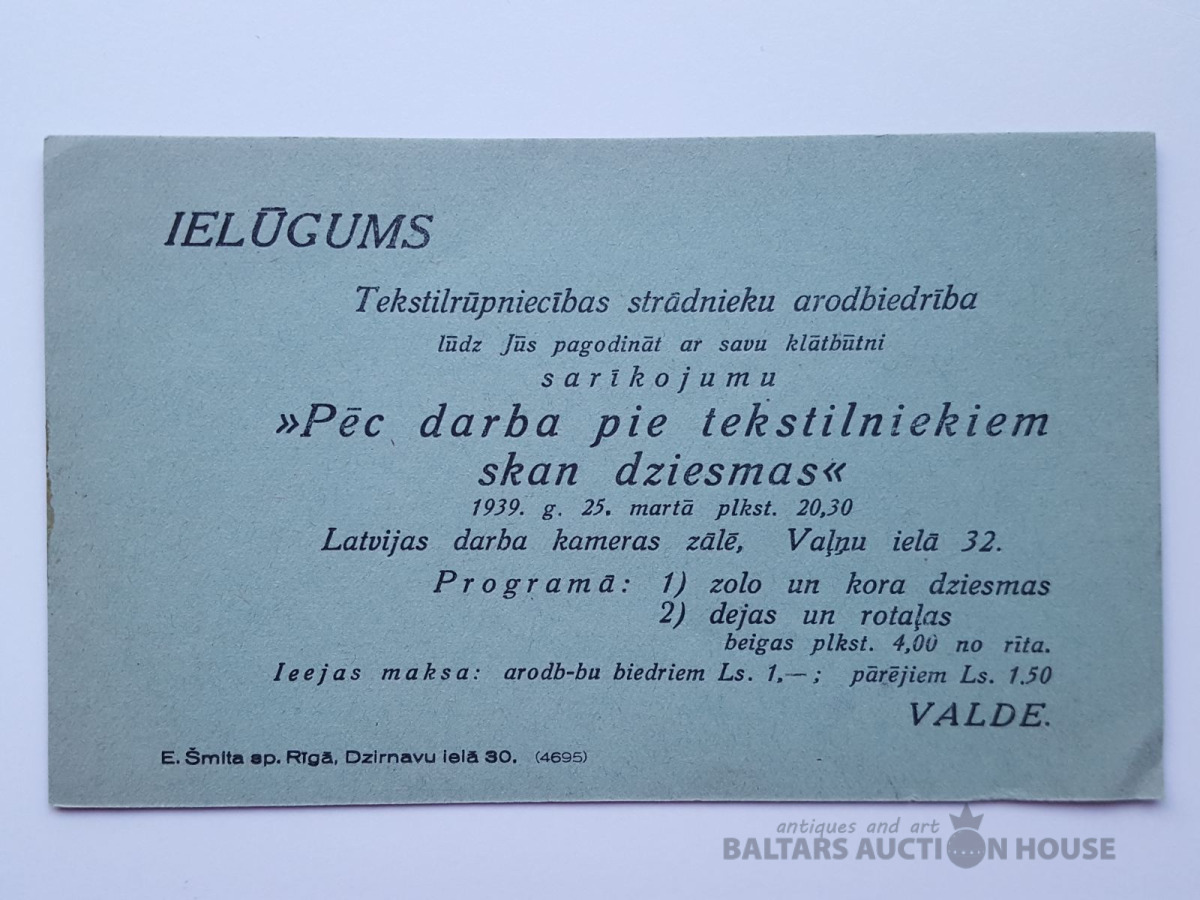 IELŪGUMS
Tekstilrūpniecības strādnieku arodbiedrība
lūdz Jūs pagodināt ar savu klātbūtni
sarīkojumu
»Pēc darba pie tekstilniekiem
skan dziesmas«
1939. g. 25. martā plkst. 20,30
Latvijas darba kameras zālē, Vaļņu ielā 32.
Programā: 1) zolo un kora dziesmas
2) dejas un rotaļas
beigas plkst. 4,00 no rīta.
Ieejas maksa: arodb-bu biedriem Ls. 1,—; pārējiem Ls. 1.50
VALDE.
E. Šmita sp. Rīgā, Dzirnavu ielā 30. (4695)
antiques and art
BALTARS AUCTION HOUSE